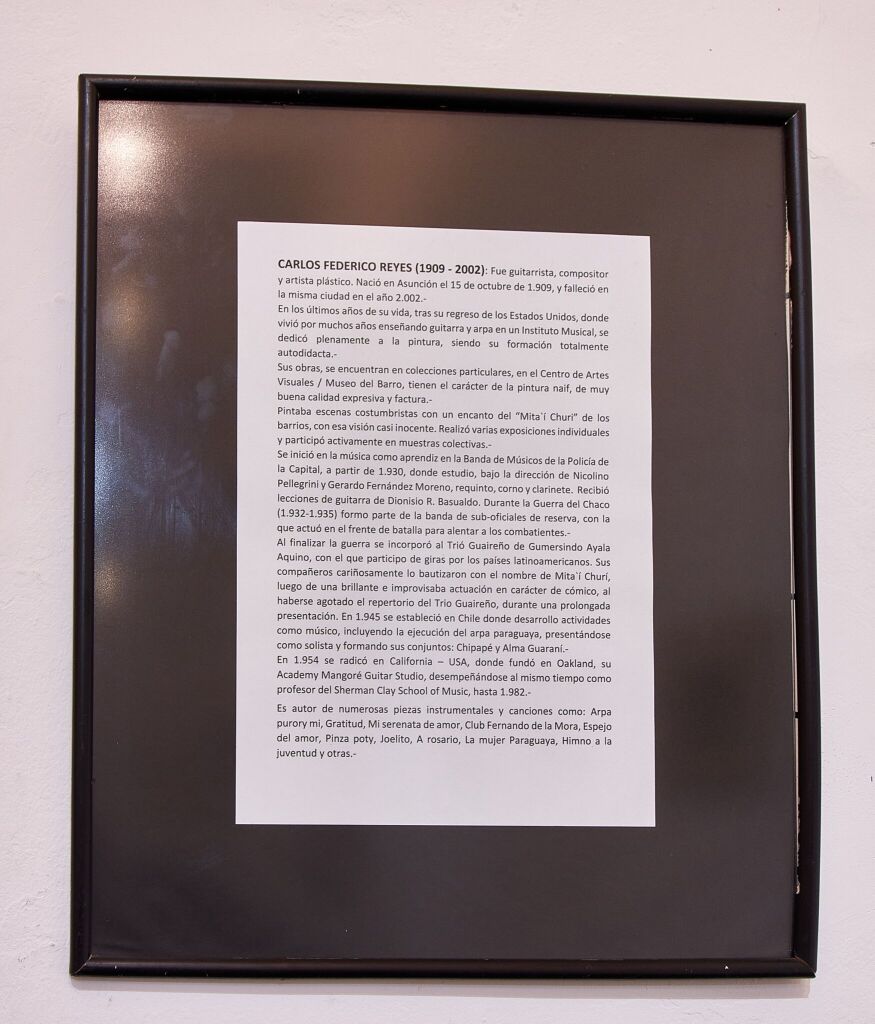 CARLOS FEDERICO REYES (1909 - 2002): Fue guitarrista, compositor
y artista plástico. Nació en Asunción el 15 de octubre de 1.909, y falleció en
la misma ciudad en el año 2.002.-
En los últimos años de su vida, tras su regreso de los Estados Unidos, donde
vivió por muchos años enseñando guitarra y arpa en un Instituto Musical, se
dedicó plenamente a la pintura, siendo su formación totalmente
autodidacta.-
Sus obras, se encuentran en colecciones particulares, en el Centro de Artes
Visuales / Museo del Barro, tienen el carácter de la pintura naif, de muy
buena calidad expresiva y factura.-
Pintaba escenas costumbristas con un encanto del “Mita`í Churi” de los
barrios, con esa visión casi inocente. Realizó varias exposiciones individuales
y participó activamente en muestras colectivas.-
Se inició en la música como aprendiz en la Banda de Músicos de la Policía de
la Capital, a partir de 1.930, donde estudio, bajo la dirección de Nicolino
Pellegrini y Gerardo Fernández Moreno, requinto, corno y clarinete. Recibió
lecciones de guitarra de Dionisio R. Basualdo. Durante la Guerra del Chaco
(1.932-1.935) formo parte de la banda de sub-oficiales de reserva, con la
que actuó en el frente de batalla para alentar a los combatientes.-
Al finalizar la guerra se incorporó al Trió Guaireño de Gumersindo Ayala
Aquino, con el que participo de giras por los países latinoamericanos. Sus
compañeros cariñosamente lo bautizaron con el nombre de Mita`í Churí,
luego de una brillante e improvisaba actuación en carácter de cómico, al
haberse agotado el repertorio del Trio Guaireño, durante una prolongada
presentación. En 1.945 se estableció en Chile donde desarrollo actividades
como músico, incluyendo la ejecución del arpa paraguaya, presentándose
como solista y formando sus conjuntos: Chipapé y Alma Guaraní.-
En 1.954 se radicó en California – USA, donde fundó en Oakland, su
Academy Mangoré Guitar Studio, desempeñándose al mismo tiempo como
profesor del Sherman Clay School of Music, hasta 1.982.-
Es autor de numerosas piezas instrumentales y canciones como: Arpa
purory mi, Gratitud, Mi serenata de amor, Club Fernando de la Mora, Espejo
del amor, Pinza poty, Joelito, A rosario, La mujer Paraguaya, Himno a la
juventud y otras.-